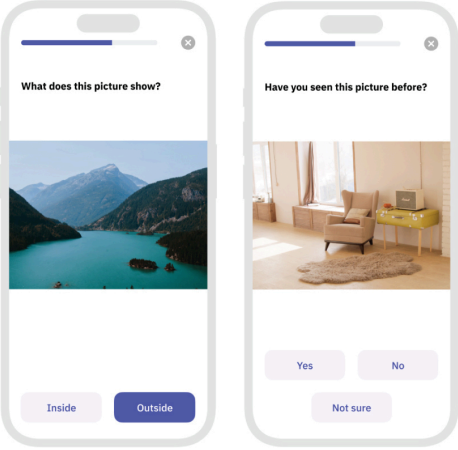 What does this picture show?
Inside
Outside
Have you seen this picture before?
Yes
No
Not sure